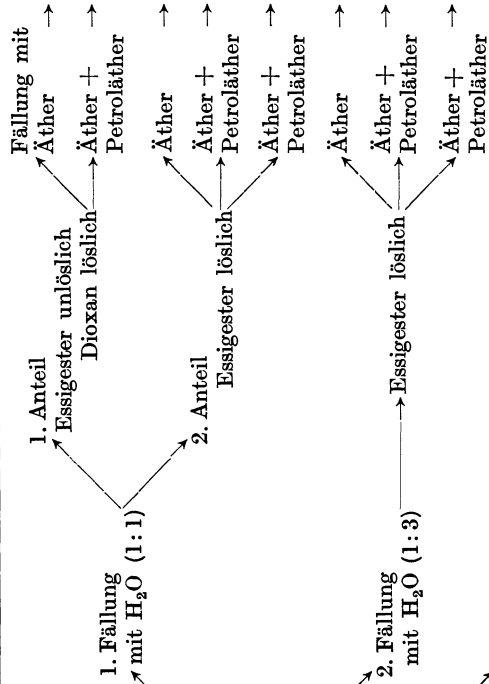 1. Fällung
mit H₂O (1:1)
1. Anteil
Essigester unlöslich
Dioxan löslich
Fällung mit
Äther
Äther +
Petroläther
2. Anteil
Essigester löslich
Äther
Äther +
Petroläther
Äther +
Petroläther
2. Fällung
mit H₂O (1:3)
Essigester löslich
Äther
Äther +
Petroläther
Äther +
Petroläther